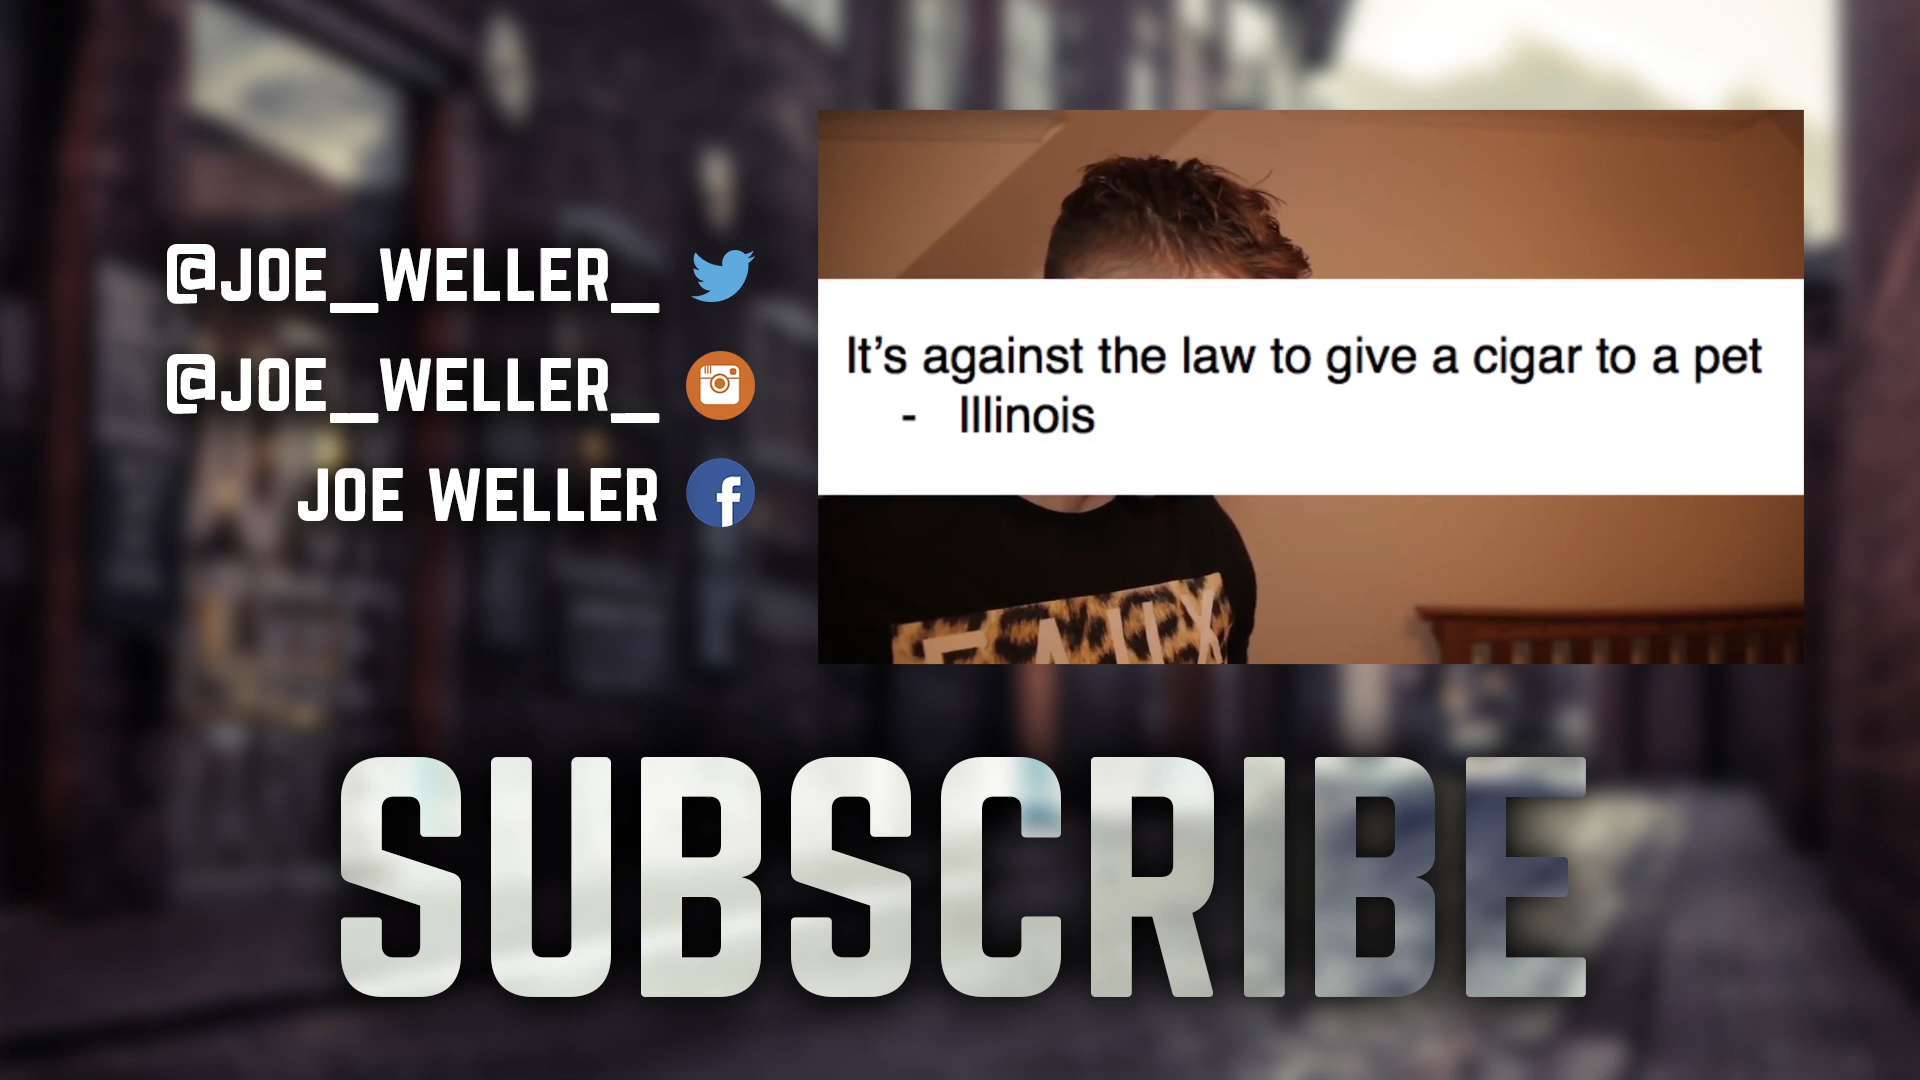 @JOE_WELLER_
@JOE_WELLER_
JOE WELLER
It's against the law to give a cigar to a pet
- Illinois
SUBSCRIBE